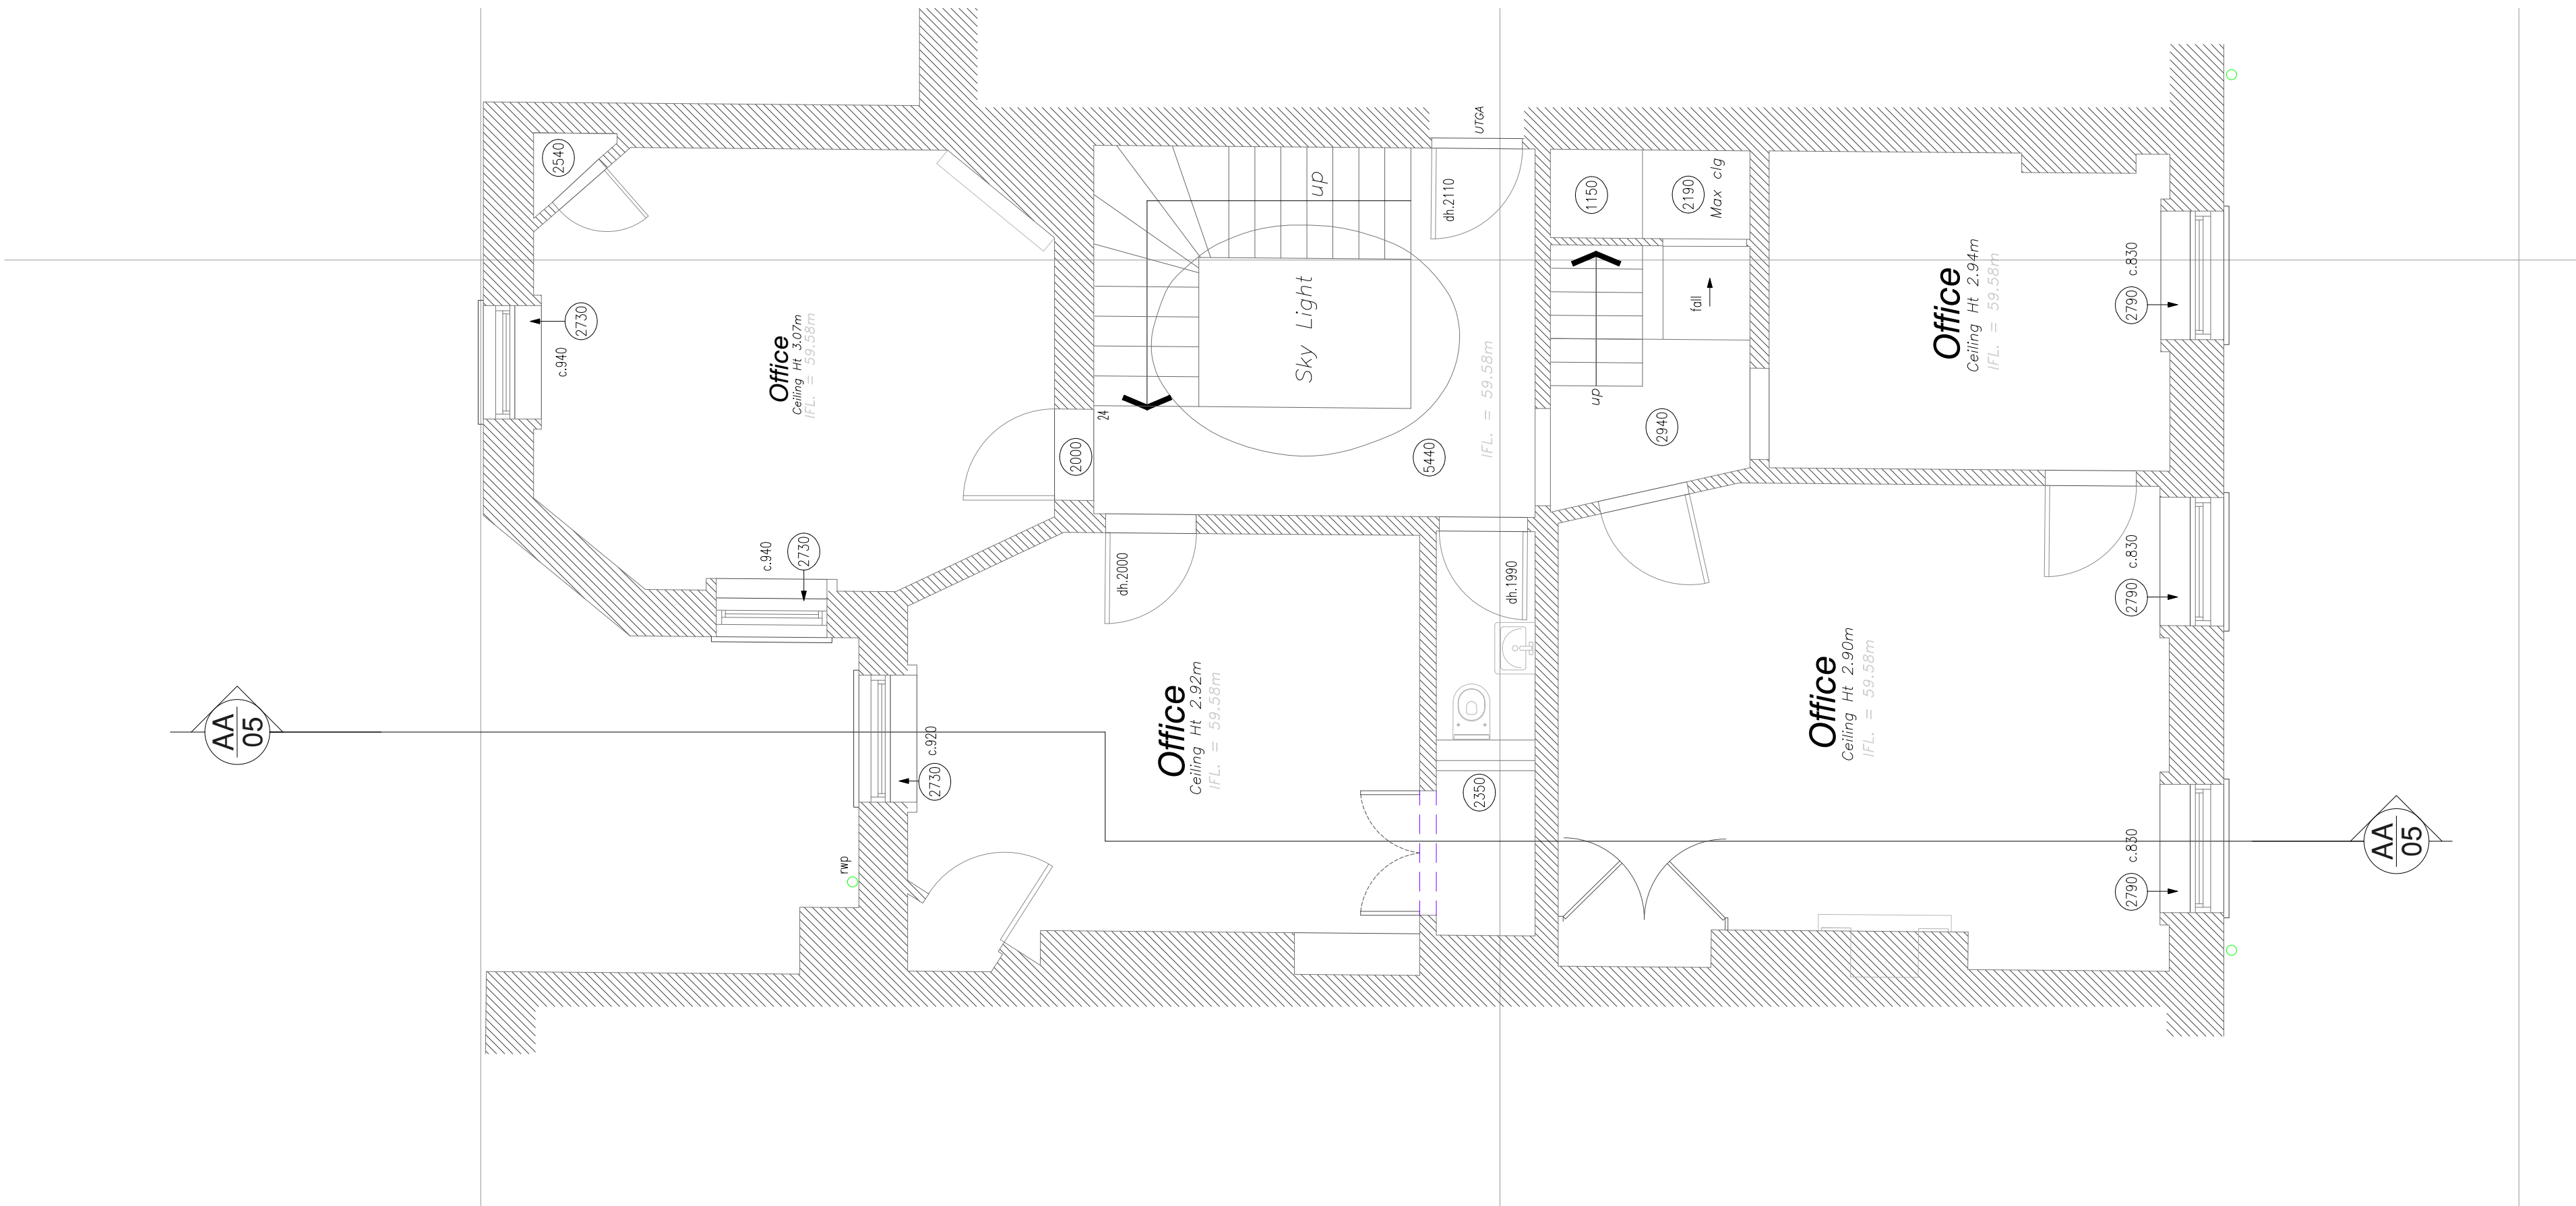 2540
2730
c.940
Office
Ceiling Ht 3.07m
IFL. = 59.58m
c.940
2730
2000
24
up
Sky Light
UTGA
dh.2110
5440
IFL. = 59.58m
1150
2190
Max clg
fall
up
2940
Office
Ceiling Ht 2.94m
IFL. = 59.58m
c.830
2790
c.830
2790
c.830
2790
Office
Ceiling Ht 2.90m
IFL. = 59.58m
dh.2000
dh.1990
Office
Ceiling Ht 2.92m
IFL. = 59.58m
2350
c.920
2730
rwp
AA
05
AA
05